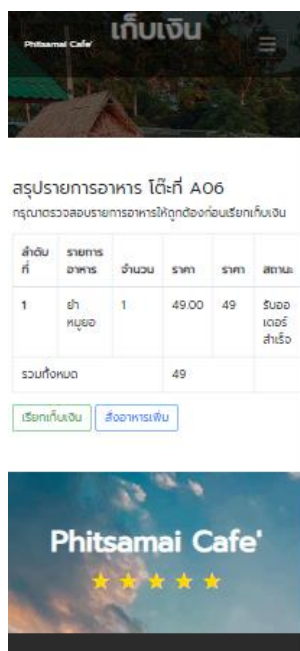 เก็บเงิน
Phitsamai Cafe'
สรุปรายการอาหาร โต๊ะที่ A06
กรุณาตรวจสอบรายการอาหารให้ถูกต้องก่อนเรียกเก็บเงิน
ลำดับที่ รายการอาหาร จำนวน ราคา ราคา สถานะ
1 ยำหมูยอ 1 49.00 49 รับออเดอร์สำเร็จ
รวมทั้งหมด 49
เรียกเก็บเงิน สั่งอาหารเพิ่ม
Phitsamai Cafe'